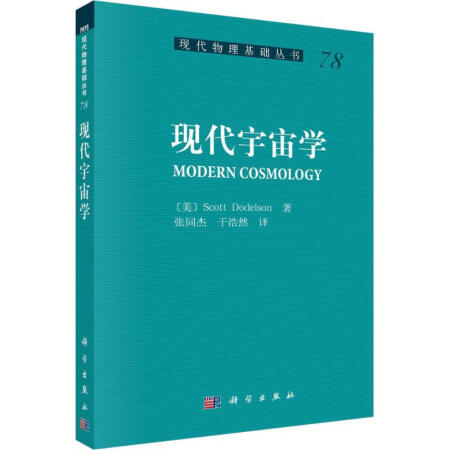 现代物理基础丛书 78
现代宇宙学
MODERN COSMOLOGY
〔美〕Scott Dodelson 著
张同杰 于浩然 译
科学出版社
现代物理基础丛书 78
现代宇宙学
科学出版社